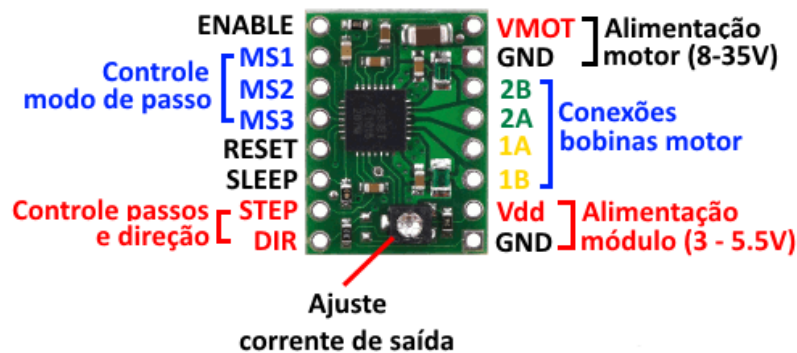 ENABLE
MS1
MS2
MS3
Controle
modo de passo
RESET
SLEEP
STEP
DIR
Controle passos
e direção
VMOT
GND
Alimentação
motor (8-35V)
2B
2A
1A
1B
Conexões
bobinas motor
Vdd
GND
Alimentação
módulo (3 - 5.5V)
Ajuste
corrente de saída